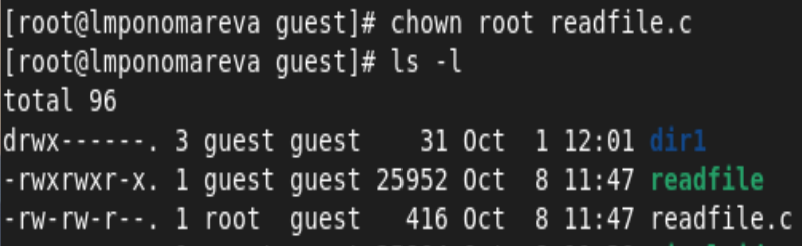 [root@lmponomareva guest]# chown root readfile.c
[root@lmponomareva guest]# ls -l
total 96
drwx------. 3 guest guest    31 Oct  1 12:01 dir1
-rwxrwxr-x. 1 guest guest 25952 Oct  8 11:47 readfile
-rw-rw-r--. 1 root  guest   416 Oct  8 11:47 readfile.c